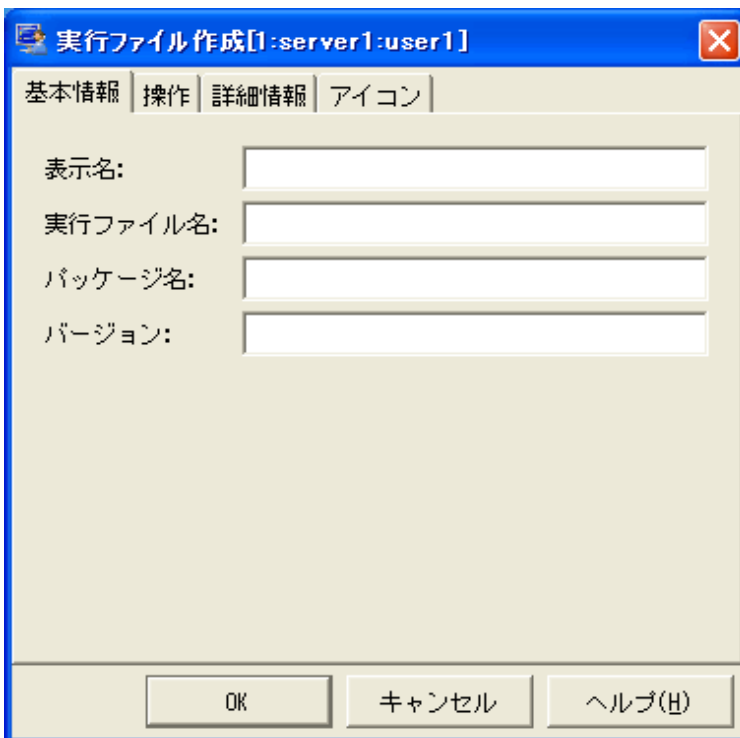 実行ファイル作成[1:server1:user1]
基本情報 操作 詳細情報 アイコン
表示名:
実行ファイル名:
パッケージ名:
バージョン:
OK キャンセル ヘルプ(H)